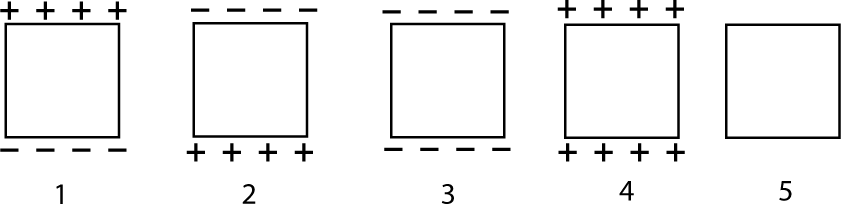 + + + + − − − − − − − − + + + +
− − − − + + + + − − − − + + + +
1 2 3 4 5